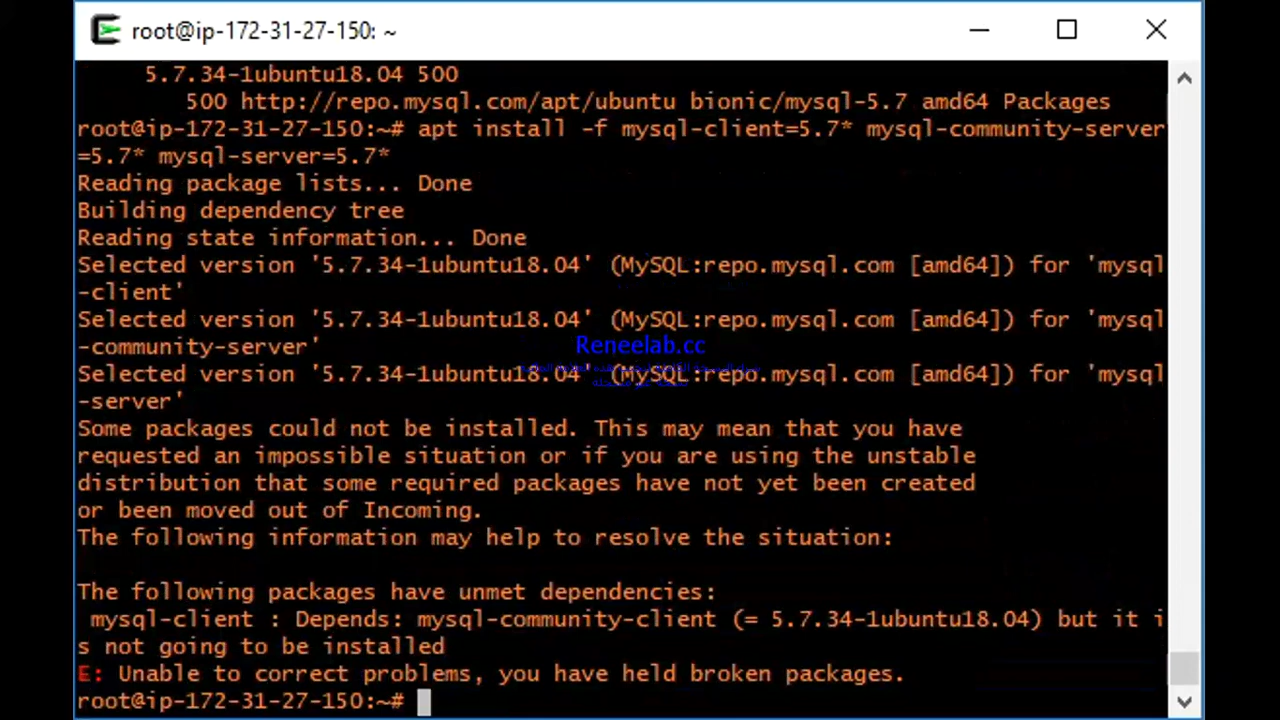 root@ip-172-31-27-150: ~
5.7.34-1ubuntu18.04 500
500 http://repo.mysql.com/apt/ubuntu bionic/mysql-5.7 amd64 Packages
root@ip-172-31-27-150:~# apt install -f mysql-client=5.7* mysql-community-server
=5.7* mysql-server=5.7*
Reading package lists... Done
Building dependency tree
Reading state information... Done
Selected version '5.7.34-1ubuntu18.04' (MySQL:repo.mysql.com [amd64]) for 'mysql
-client'
Selected version '5.7.34-1ubuntu18.04' (MySQL:repo.mysql.com [amd64]) for 'mysql
-community-server'
Reneelab.cc
Selected version '5.7.34-1ubuntu18.04' (MySQL:repo.mysql.com [amd64]) for 'mysql
-server'
Some packages could not be installed. This may mean that you have
requested an impossible situation or if you are using the unstable
distribution that some required packages have not yet been created
or been moved out of Incoming.
The following information may help to resolve the situation:
The following packages have unmet dependencies:
mysql-client : Depends: mysql-community-client (= 5.7.34-1ubuntu18.04) but it i
s not going to be installed
E: Unable to correct problems, you have held broken packages.
root@ip-172-31-27-150:~#